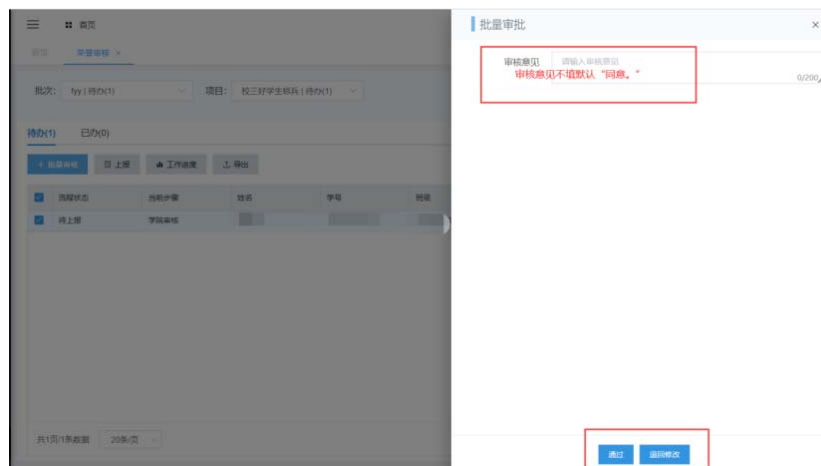 首页
批量审批
×
首页
荣誉审核 ×
审核意见
请输入审核意见
审核意见不填默认“同意。”
0/200
批次：
tyy | 待办(1)
项目：
校三好学生标兵 | 待办(1)
待办(1)
已办(0)
+ 批量审核
上报
工作进度
导出
流程状态
当前步骤
姓名
学号
班级
待上报
学院审核
共1页/1条数据
20条/页
通过
退回修改